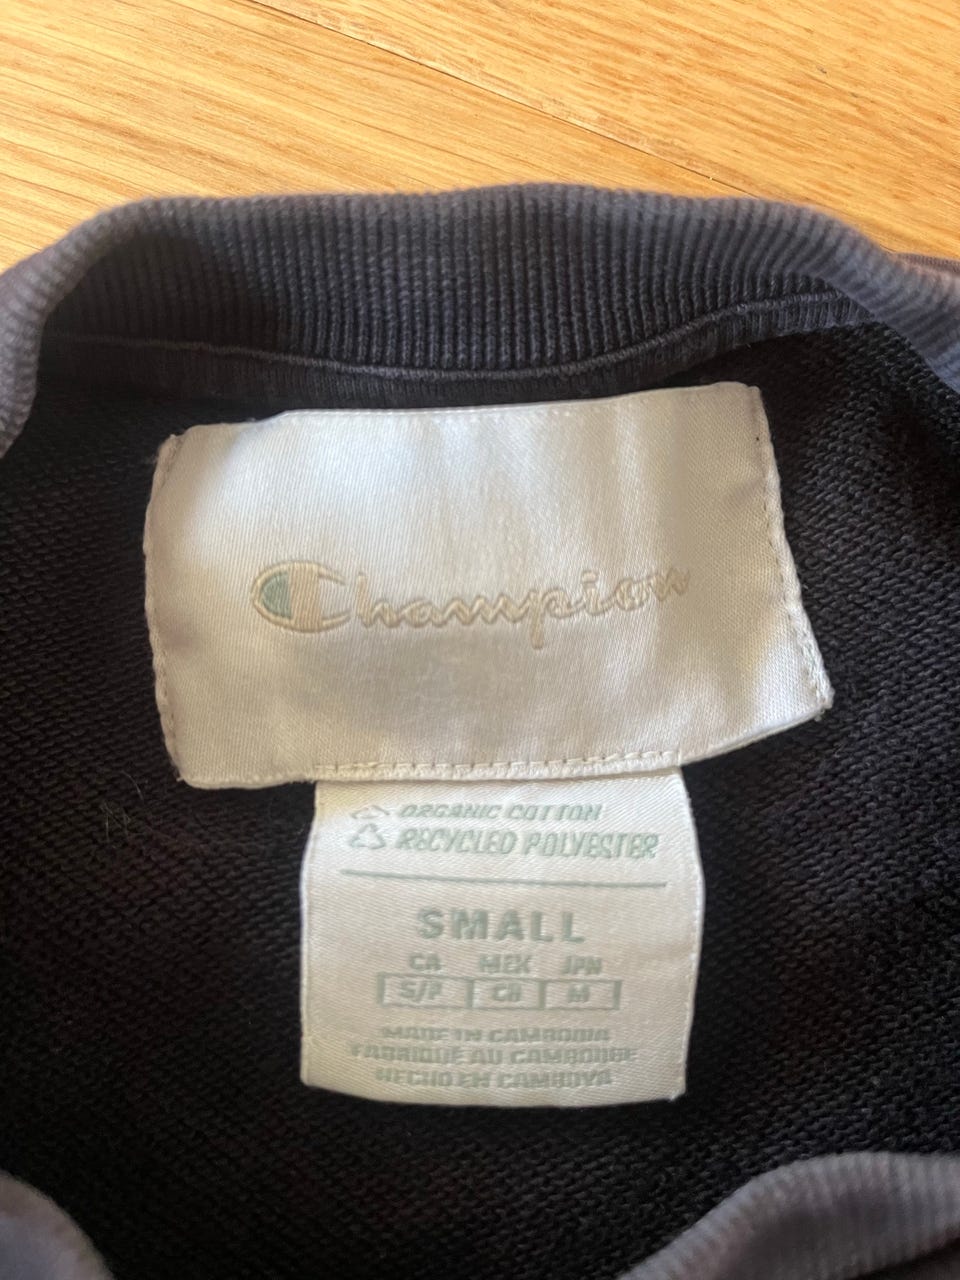 Champion
ORGANIC COTTON
RECYCLED POLYESTER
SMALL
CA MEX JPN
S/P CH M
MADE IN CAMBODIA
FABRIQUÉ AU CAMBODGE
HECHO EN CAMBOYA